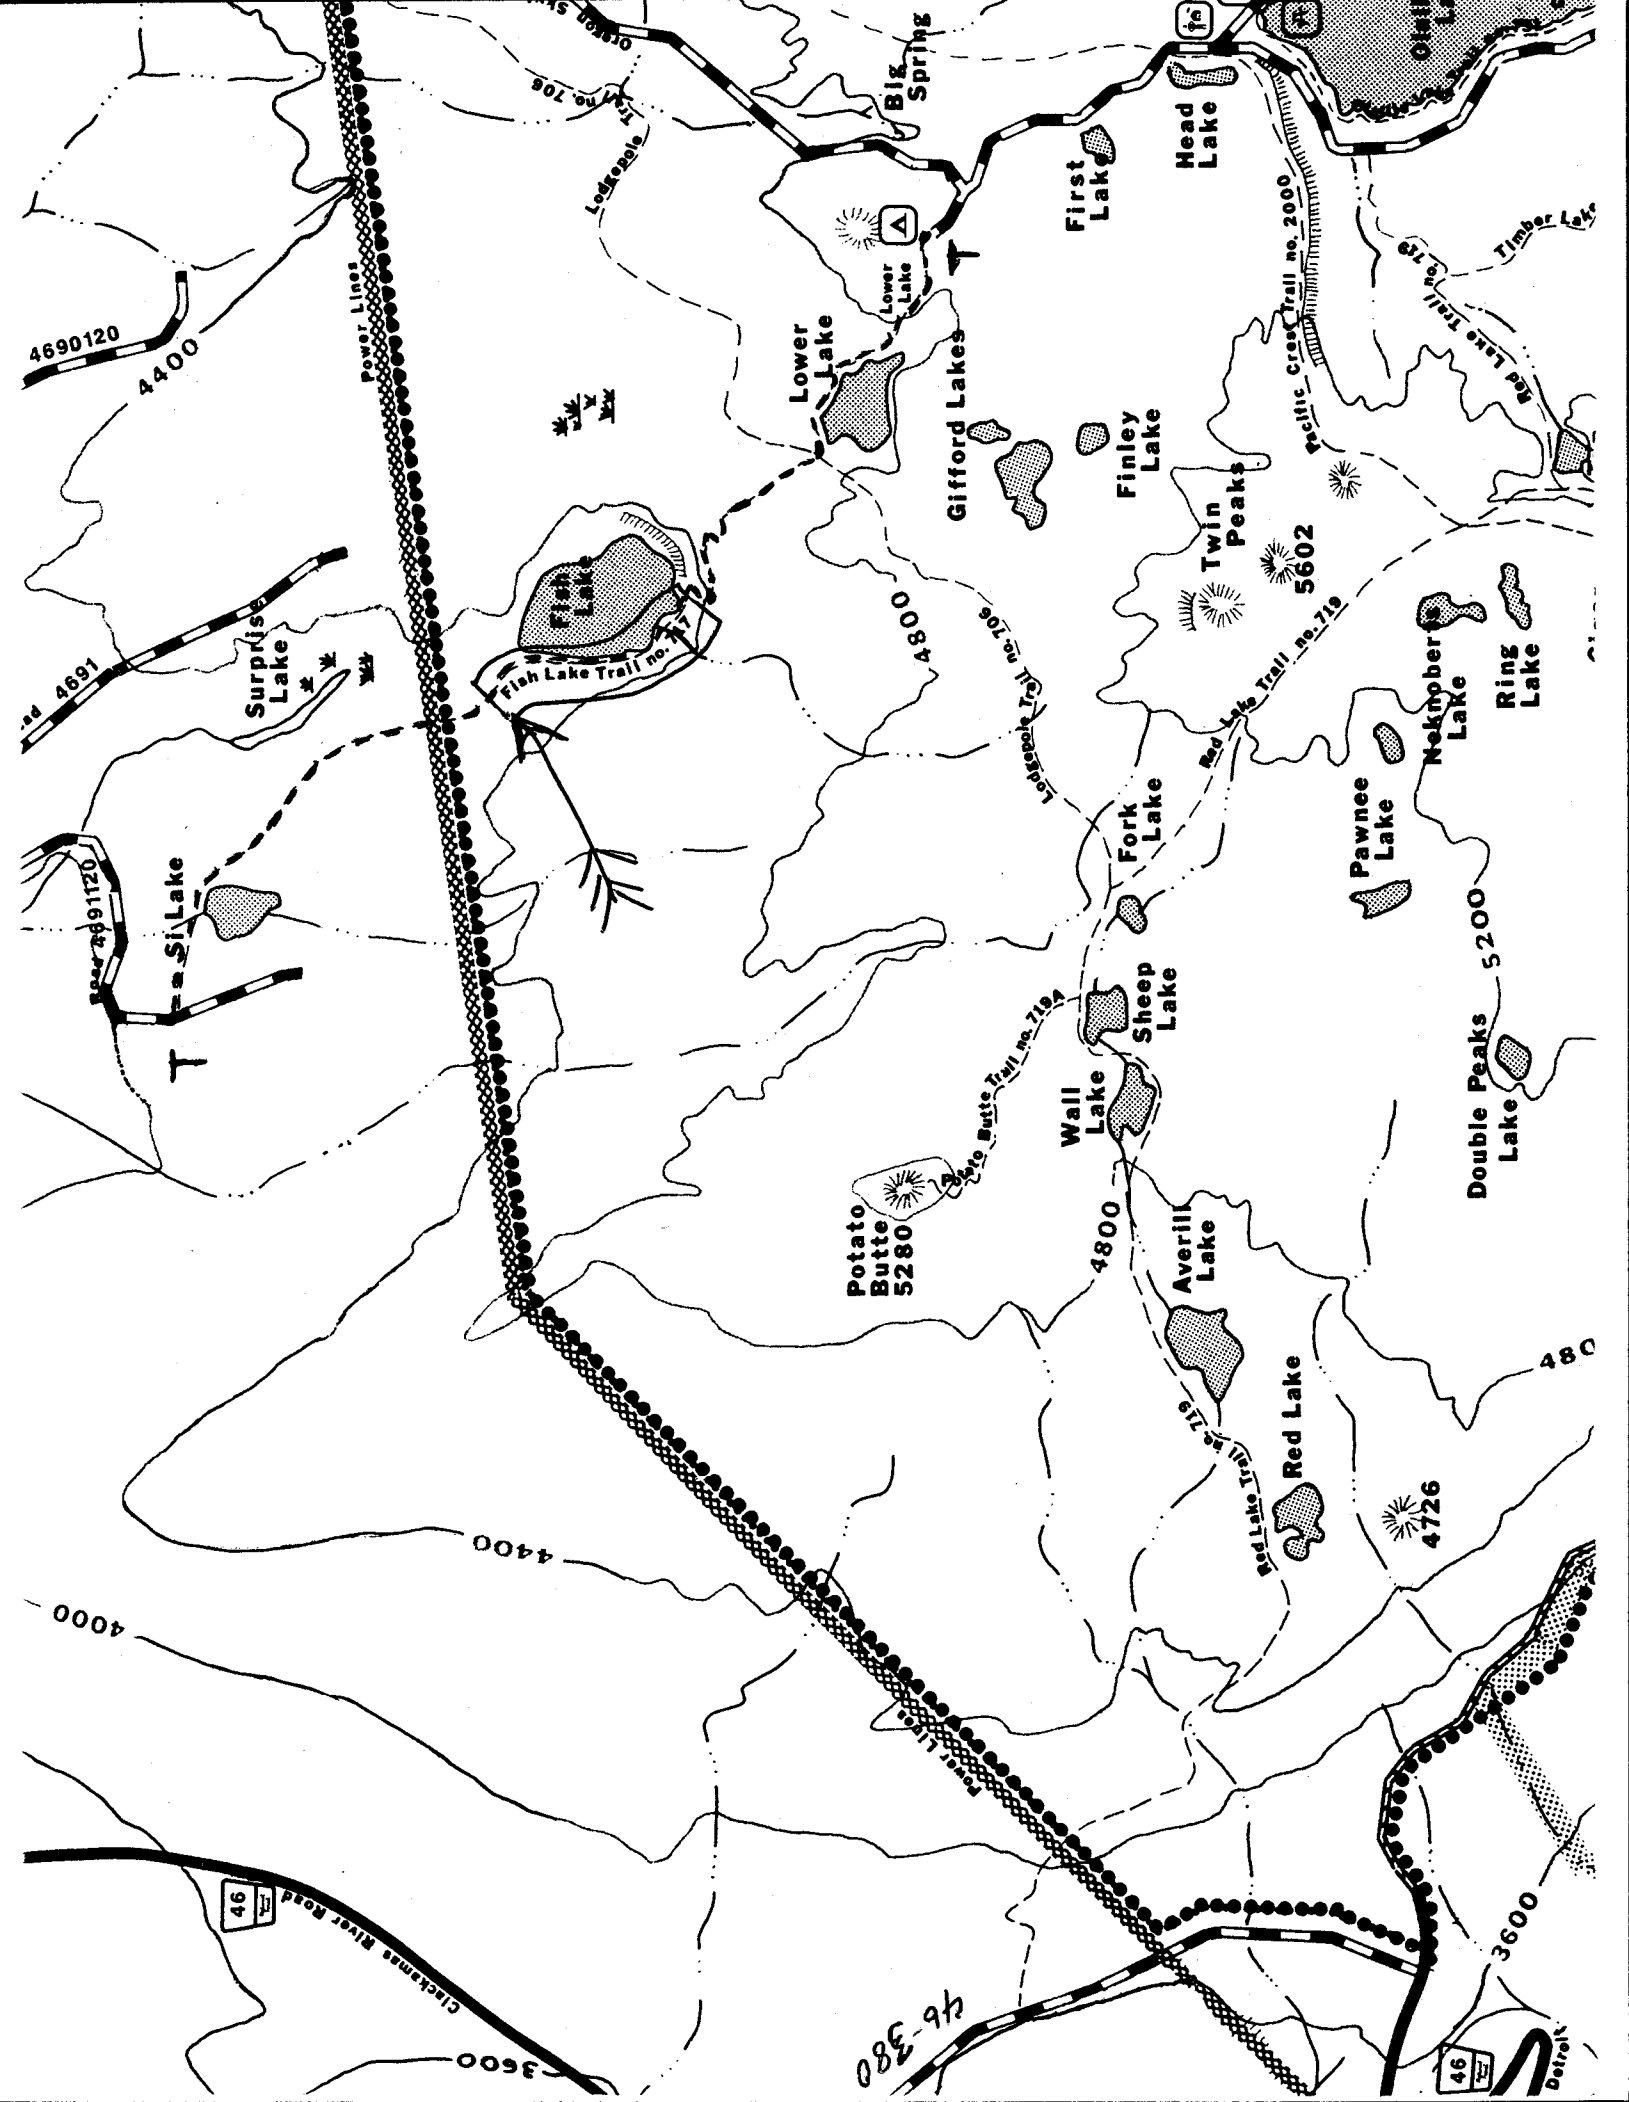 Oregon
Trail no. 706
Lodgepole
Big
Spring
Head
Lake
First
Lake
Power Lines
4690120
4400
Lower
Lake
Lower
Lake
Gifford Lakes
Finley
Lake
Pacific Crest Trail no. 2000
Timber Lake
Red Lake Trail no. 719
Twin
Peaks
5602
Fish
Lake
Fish Lake Trail no. 717
4691
Surpris
Lake
4800
Lodgepole Trail no. 706
Red Lake Trail no. 719
Neknoberts
Lake
Ring
Lake
Pawnee
Lake
Fork
Lake
Road 4691120
Si Lake
Sheep
Lake
Wall
Lake
Potato Butte Trail no. 719A
Potato
Butte
5280
5200
Double Peaks
Lake
4800
Averill
Lake
480
Red Lake Trail no. 719
Red Lake
4726
4400
4000
Power Lines
46
Clackamas River Road
3600
46-
380
3600
46
Detroit